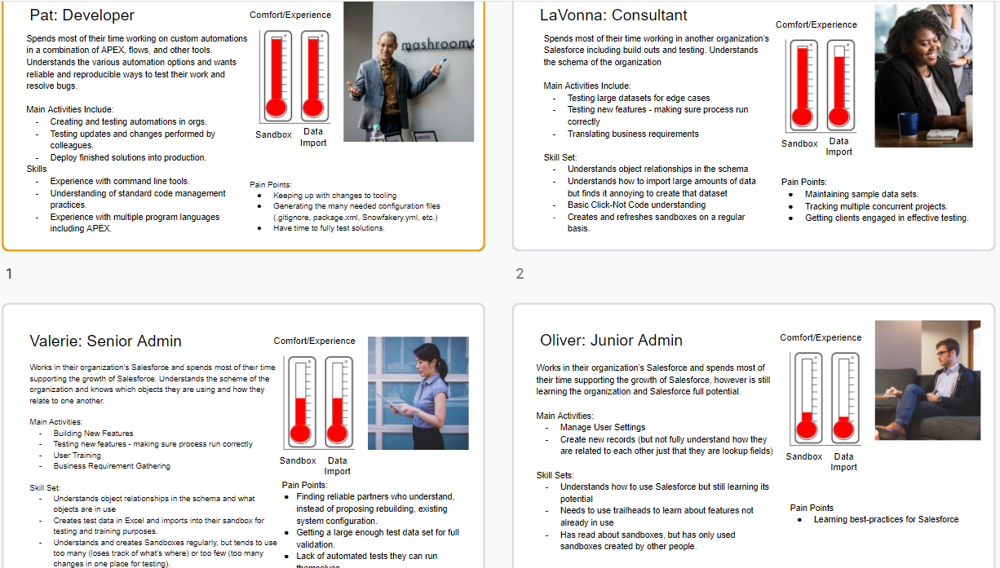 Pat: Developer
Comfort/Experience
Spends most of their time working on custom automations
in a combination of APEX, flows, and other tools.
Understands the various automation options and wants
reliable and reproducible ways to test their work and
resolve bugs.
Main Activities Include:
- Creating and testing automations in orgs.
- Testing updates and changes performed by
colleagues.
- Deploy finished solutions into production.
Skills
- Experience with command line tools.
- Understanding of standard code management
practices.
- Experience with multiple program languages
including APEX.
Sandbox
Data
Import
mashroom
Pain Points:
● Keeping up with changes to tooling
● Generating the many needed configuration files
(.gitignore, package.xml, Snowfakery.yml, etc.)
● Have time to fully test solutions.
1
LaVonna: Consultant
Comfort/Experience
Spends most of their time working in another organization's
Salesforce including build outs and testing. Understands
the schema of the organization
Main Activities Include:
- Testing large datasets for edge cases
- Testing new features - making sure process run
correctly
- Translating business requirements
Skill Set:
- Understands object relationships in the schema
- Understands how to import large amounts of data
but finds it annoying to create that dataset
- Basic Click-Not Code understanding
- Creates and refreshes sandboxes on a regular
basis.
Sandbox
Data
Import
Pain Points:
● Maintaining sample data sets.
● Tracking multiple concurrent projects.
● Getting clients engaged in effective testing.
2
Valerie: Senior Admin
Comfort/Experience
Works in their organization's Salesforce and spends most of their time
supporting the growth of Salesforce. Understands the scheme of the
organization and knows which objects they are using and how they
relate to one another.
Main Activities:
- Building New Features
- Testing new features - making sure process run correctly
- User Training
- Business Requirement Gathering
Skill Set:
- Understands object relationships in the schema and what
objects are in use
- Creates test data in Excel and imports into their sandbox for
testing and training purposes.
- Understands and creates Sandboxes regularly, but tends to use
too many (loses track of what's where) or too few (too many
changes in one place for testing).
Sandbox
Data
Import
Pain Points:
● Finding reliable partners who understand,
instead of proposing rebuilding, existing
system configuration.
● Getting a large enough test data set for full
validation.
● Lack of automated tests they can run
themselves
Oliver: Junior Admin
Comfort/Experience
Works in their organization's Salesforce and spends most of
their time supporting the growth of Salesforce, however is still
learning the organization and Salesforce full potential.
Main Activities:
- Manage User Settings
- Create new records (but not fully understand how they
are related to each other just that they are lookup fields)
Skill Sets:
- Understands how to use Salesforce but still learning its
potential
- Needs to use trailheads to learn about features not
already in use
- Has read about sandboxes, but has only used
sandboxes created by other people.
Sandbox
Data
Import
Pain Points
● Learning best-practices for Salesforce